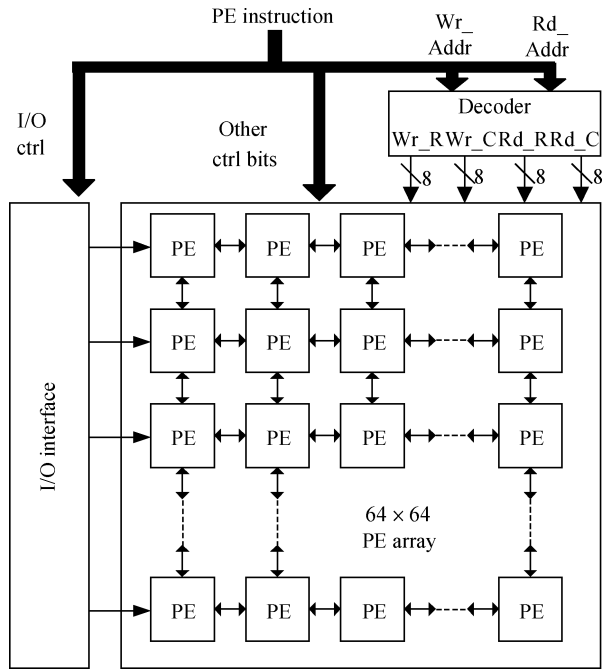 PE instruction
Wr_
Addr
Rd_
Addr
I/O
ctrl
Other
ctrl bits
Decoder
Wr_R Wr_C Rd_R Rd_C
8 8 8 8
PE PE PE PE
PE PE PE PE
PE PE PE PE
I/O interface
64 × 64
PE array
PE PE PE PE